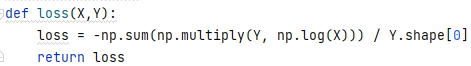 def loss(X,Y):
    loss = -np.sum(np.multiply(Y, np.log(X))) / Y.shape[0]
    return loss